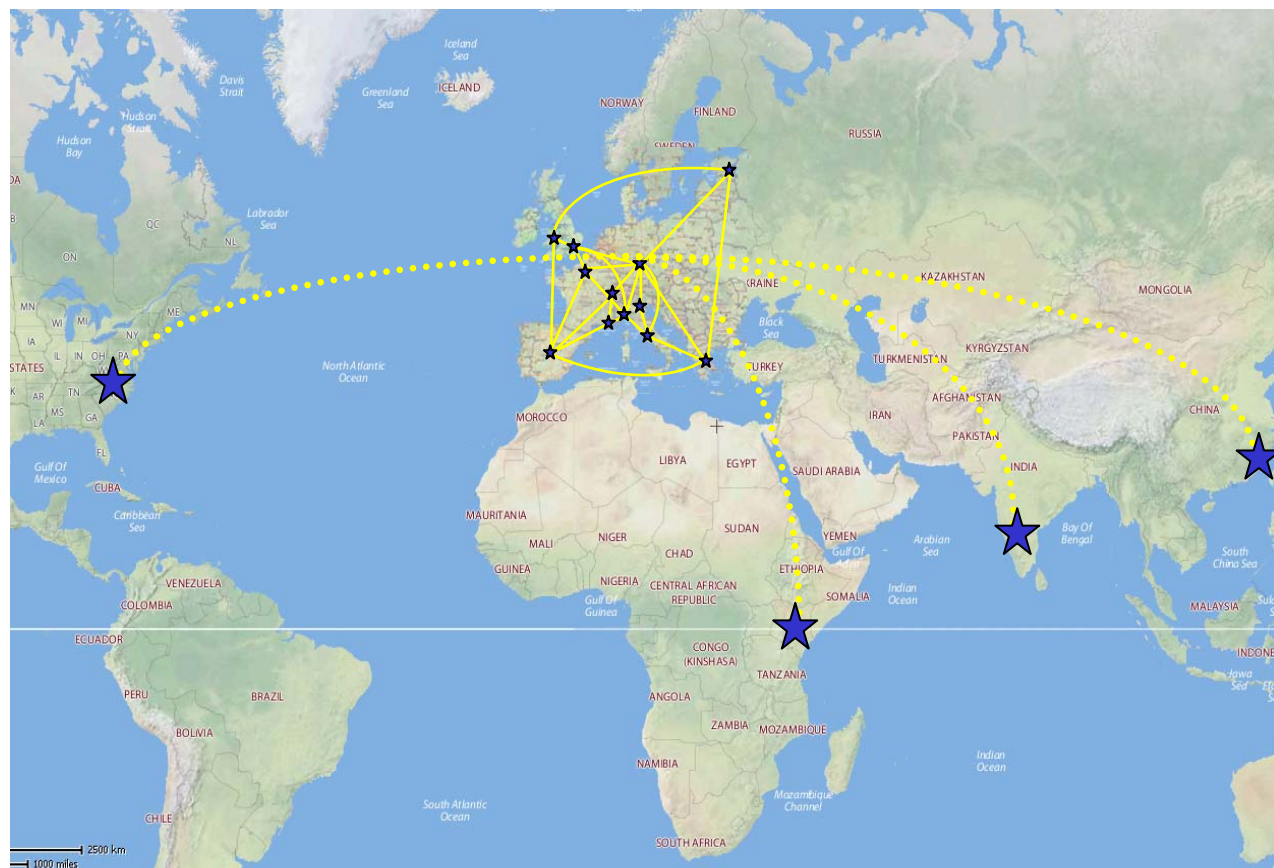 Iceland
Sea
Davis
Strait
ICELAND
Greenland
Sea
NORWAY
FINLAND
Hudson
Strait
Hudson
Bay
RUSSIA
SWEDEN
DA
QC
Labrador
Sea
NL
ON
KAZAKHSTAN
MONGOLIA
KRAINE
MN
ME
WI
MI
NY
Black
Sea
IA
IL
IN
OH
PA
KYRGYZSTAN
STATES
North Atlantic
Ocean
TURKEY
TURKMENISTAN
AR
TN
AFGHANISTAN
CHINA
MS
GA
MOROCCO
IRAN
LA
PAKISTAN
FL
LIBYA
EGYPT
SAUDI ARABIA
INDIA
Gulf Of
Mexico
CUBA
MAURITANIA
Caribbean
Sea
SUDAN
YEMEN
Bay Of
Bengal
MALI
NIGER
Arabian
Sea
CHAD
Gulf Of
Aden
South
China Sea
GUINEA
ETHIOPIA
VENEZUELA
NIGERIA
CENTRAL AFRICAN
REPUBLIC
SOMALIA
Indian
Ocean
COLOMBIA
Gulf Of
Guinea
MALAYSIA
ECUADOR
CONGO
(KINSHASA)
INDONE
TANZANIA
Jawa
Sea
PERU
BRAZIL
ANGOLA
ZAMBIA
MOZAMBIQUE
BOLIVIA
NAMIBIA
Indian
Ocean
Mozambique
Channel
South Atlantic
Ocean
CHILE
SOUTH AFRICA
2500 km
1000 miles